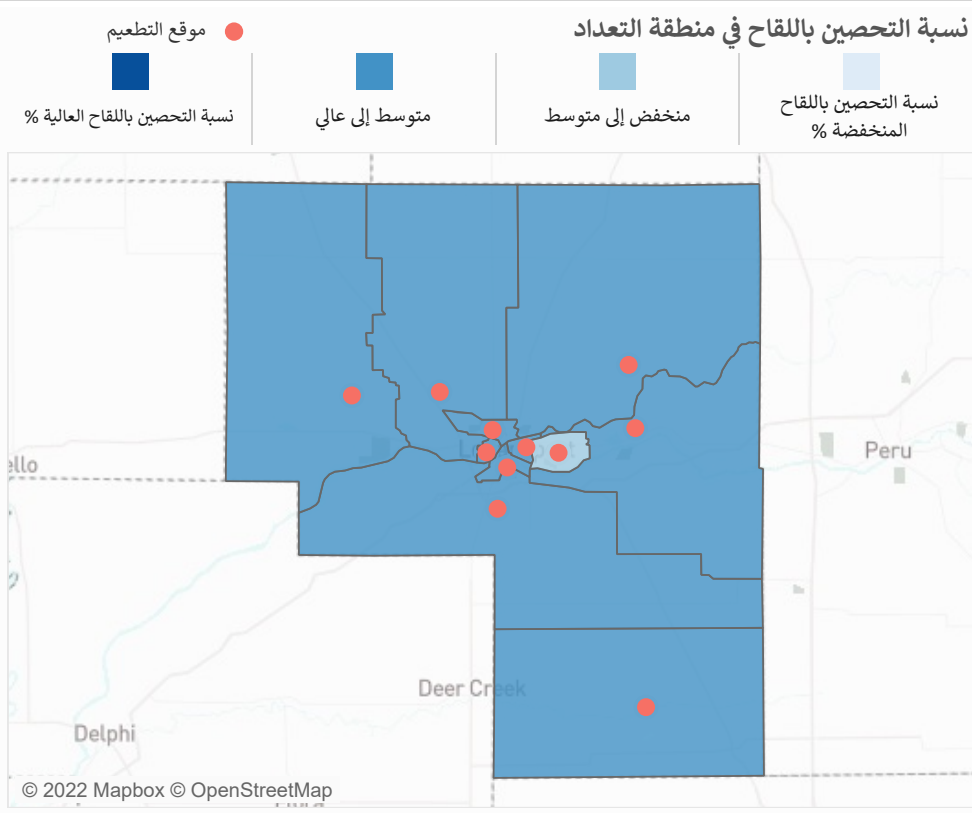 نسبة التحصين باللقاح في منطقة التعداد
موقع التطعيم
نسبة التحصين باللقاح
المنخفضة %
منخفض إلى متوسط
متوسط إلى عالي
نسبة التحصين باللقاح العالية %
Peru
Deer Creek
Delphi
© 2022 Mapbox © OpenStreetMap